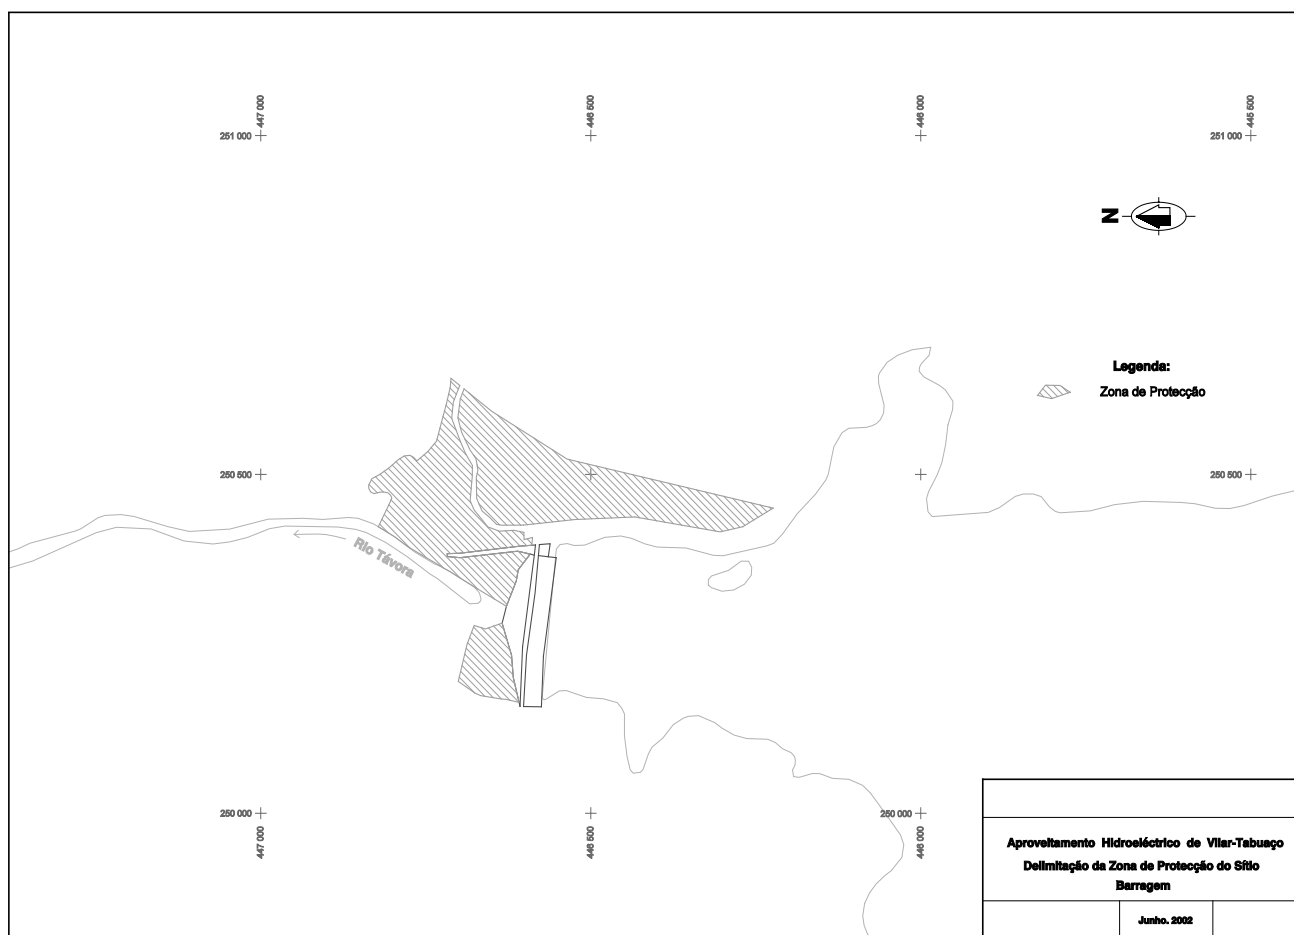 447 000
446 500
446 000
445 500
251 000
251 000
N
Legenda:
Zona de Protecção
250 500
250 500
Rio Távora
250 000
250 000
447 000
446 500
446 000
Aproveitamento Hidroeléctrico de Vilar-Tabuaço
Delimitação da Zona de Protecção do Sítio
Barragem
Junho. 2002